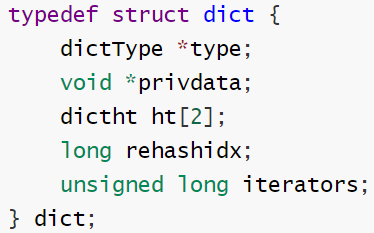 typedef struct dict {
    dictType *type;
    void *privdata;
    dictht ht[2];
    long rehashidx;
    unsigned long iterators;
} dict;